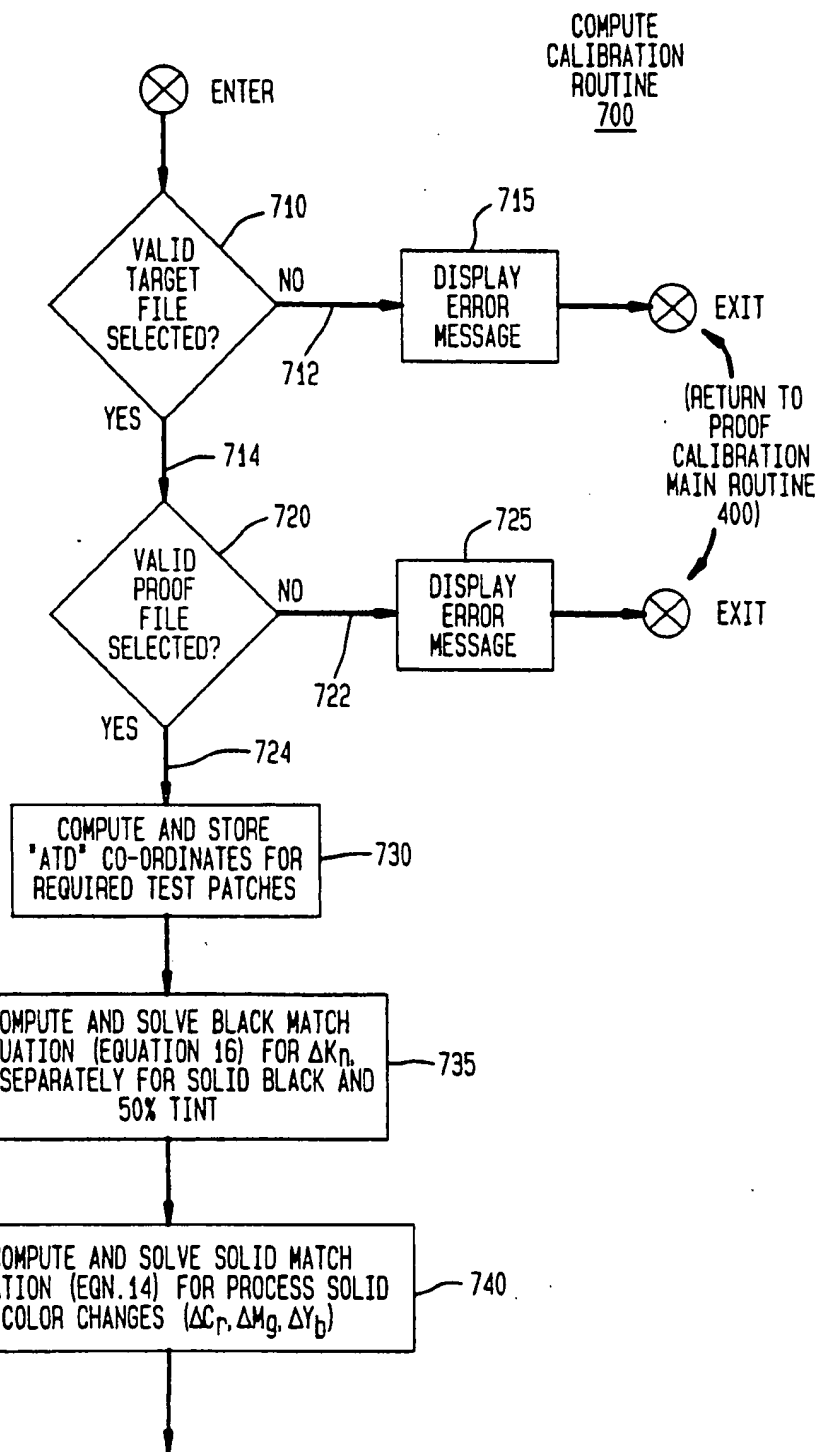 COMPUTE
CALIBRATION
ROUTINE
700
ENTER
710
VALID
TARGET
FILE
SELECTED?
NO
712
715
DISPLAY
ERROR
MESSAGE
EXIT
YES
714
(RETURN TO
PROOF
CALIBRATION
MAIN ROUTINE
400)
720
VALID
PROOF
FILE
SELECTED?
NO
722
725
DISPLAY
ERROR
MESSAGE
EXIT
YES
724
COMPUTE AND STORE
"ATD" CO-ORDINATES FOR
REQUIRED TEST PATCHES
730
OMPUTE AND SOLVE BLACK MATCH
UATION (EQUATION 16) FOR ΔKn,
SEPARATELY FOR SOLID BLACK AND
50% TINT
735
OMPUTE AND SOLVE SOLID MATCH
ATION (EQN.14) FOR PROCESS SOLID
COLOR CHANGES (ΔCr, ΔMg, ΔYb)
740